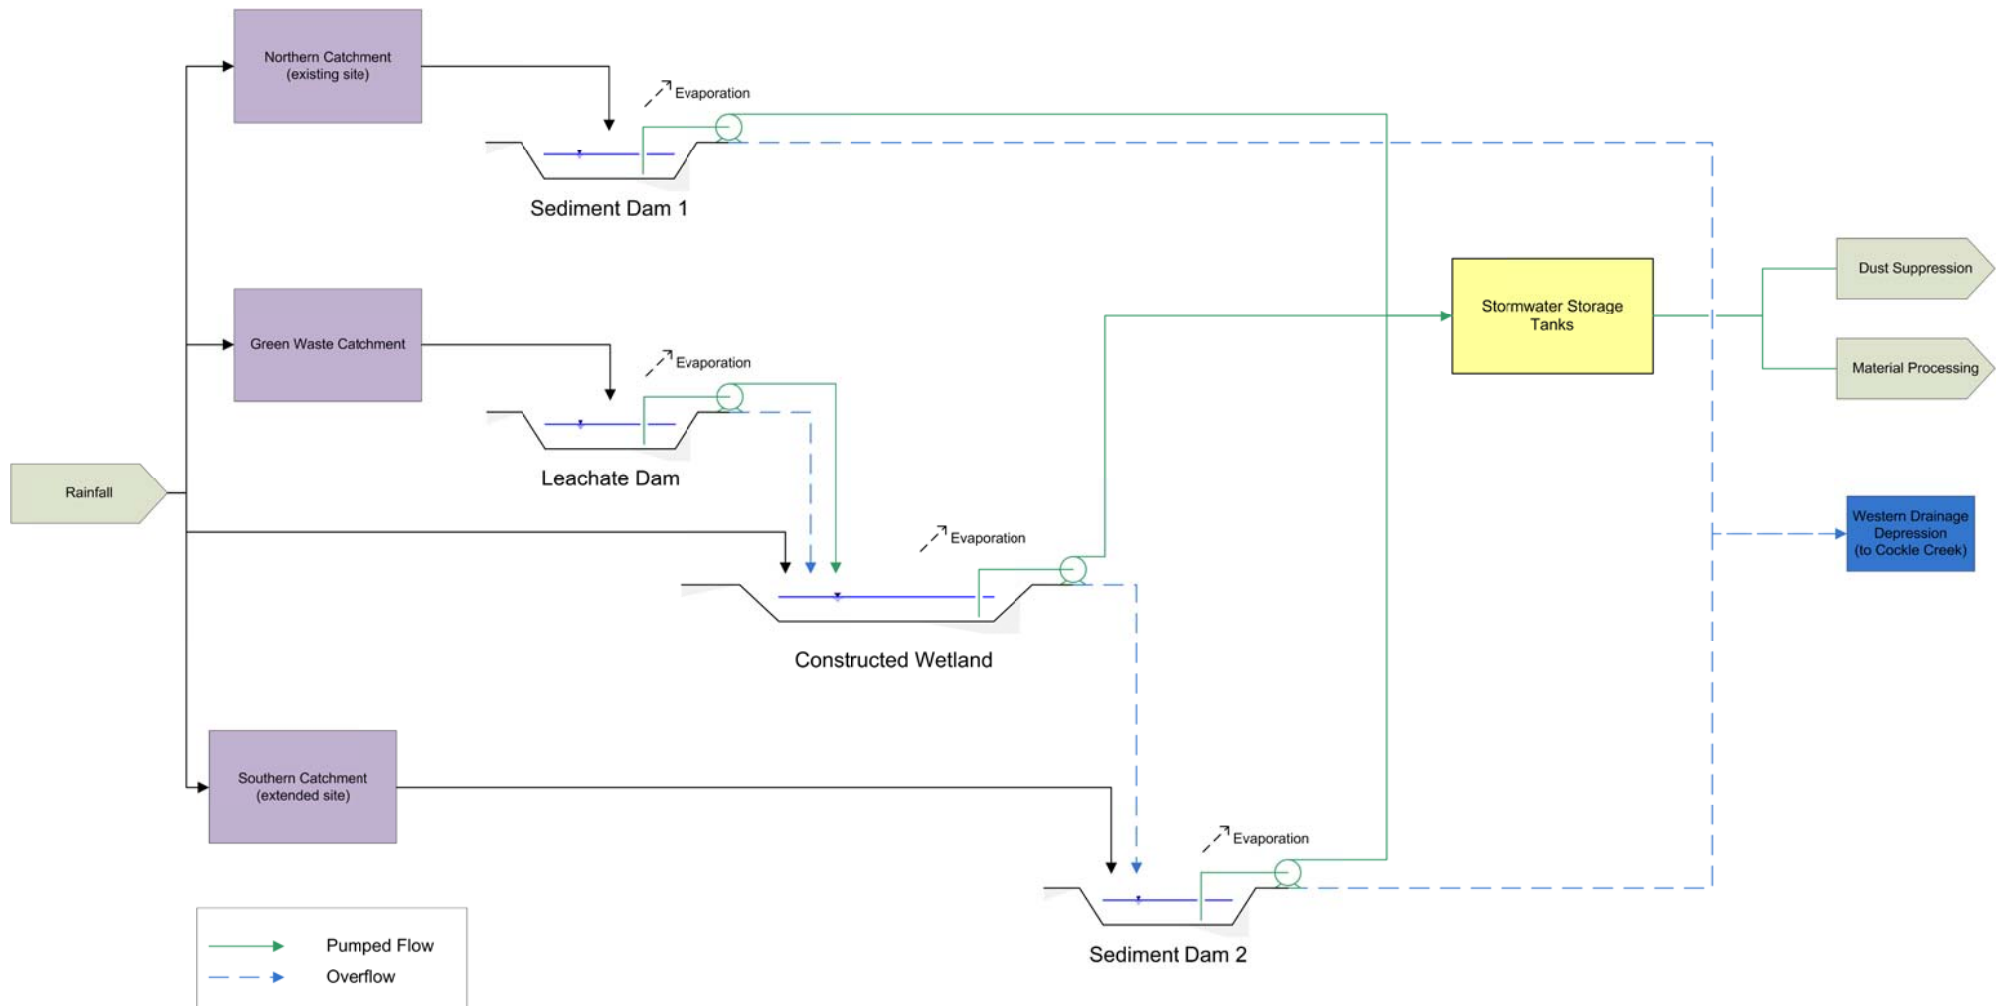 Northern Catchment
(existing site)
Evaporation
Sediment Dam 1
Dust Suppression
Stormwater Storage
Tanks
Green Waste Catchment
Evaporation
Material Processing
Leachate Dam
Rainfall
Western Drainage
Depression
(to Cockle Creek)
Evaporation
Constructed Wetland
Southern Catchment
(extended site)
Evaporation
Sediment Dam 2
Pumped Flow
Overflow